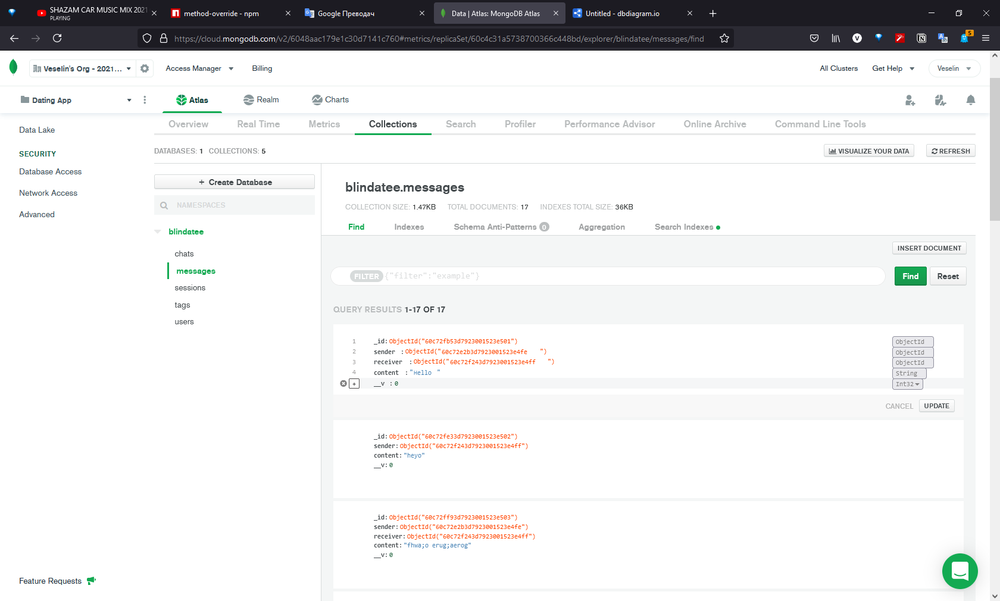 SHAZAM CAR MUSIC MIX 2021
PLAYING
method-override - npm
Google Преводач
Data | Atlas: MongoDB Atlas
Untitled - dbdiagram.io
https://cloud.mongodb.com/v2/6048aac179e1c30d7141c760#metrics/replicaSet/60c4c31a5738700366c448bd/explorer/blindatee/messages/find
5
Veselin's Org - 2021...
Access Manager
Billing
All Clusters
Get Help
Veselin
Dating App
Atlas
Realm
Charts
Data Lake
SECURITY
Database Access
Network Access
Advanced
Feature Requests
Overview
Real Time
Metrics
Collections
Search
Profiler
Performance Advisor
Online Archive
Command Line Tools
DATABASES: 1 COLLECTIONS: 5
VISUALIZE YOUR DATA
REFRESH
+ Create Database
NAMESPACES
blindatee
chats
messages
sessions
tags
users
blindatee.messages
COLLECTION SIZE: 1.47KB TOTAL DOCUMENTS: 17 INDEXES TOTAL SIZE: 36KB
Find
Indexes
Schema Anti-Patterns 0
Aggregation
Search Indexes
INSERT DOCUMENT
FILTER {"filter":"example"}
Find
Reset
QUERY RESULTS 1-17 OF 17
1 _id:ObjectId("60c72fb53d7923001523e501") ObjectId
2 sender :ObjectId("60c72e2b3d7923001523e4fe ") ObjectId
3 receiver :ObjectId("60c72f243d7923001523e4ff ") ObjectId
4 content :"Hello " String
+ __v :0 Int32
CANCEL
UPDATE
_id:ObjectId("60c72fe33d7923001523e502")
sender:ObjectId("60c72f243d7923001523e4ff")
content:"heyo"
__v:0
_id:ObjectId("60c72ff93d7923001523e503")
sender:ObjectId("60c72e2b3d7923001523e4fe")
receiver:ObjectId("60c72f243d7923001523e4ff")
content:"fhwa;o erug;aerog"
__v:0